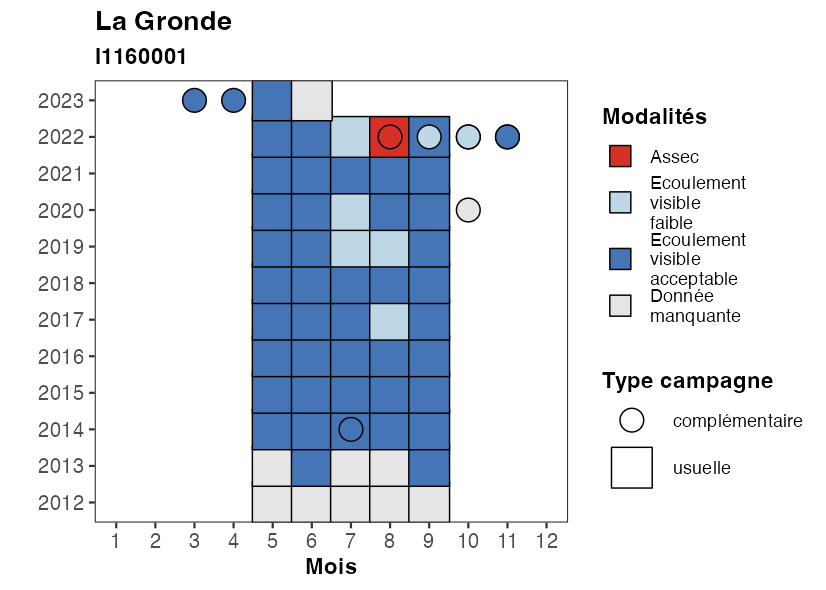 La Gronde
I1160001
2023
2022
2021
2020
2019
2018
2017
2016
2015
2014
2013
2012
1 2 3 4 5 6 7 8 9 10 11 12
Mois
Modalités
Assec
Ecoulement
visible
faible
Ecoulement
visible
acceptable
Donnée
manquante
Type campagne
complémentaire
usuelle